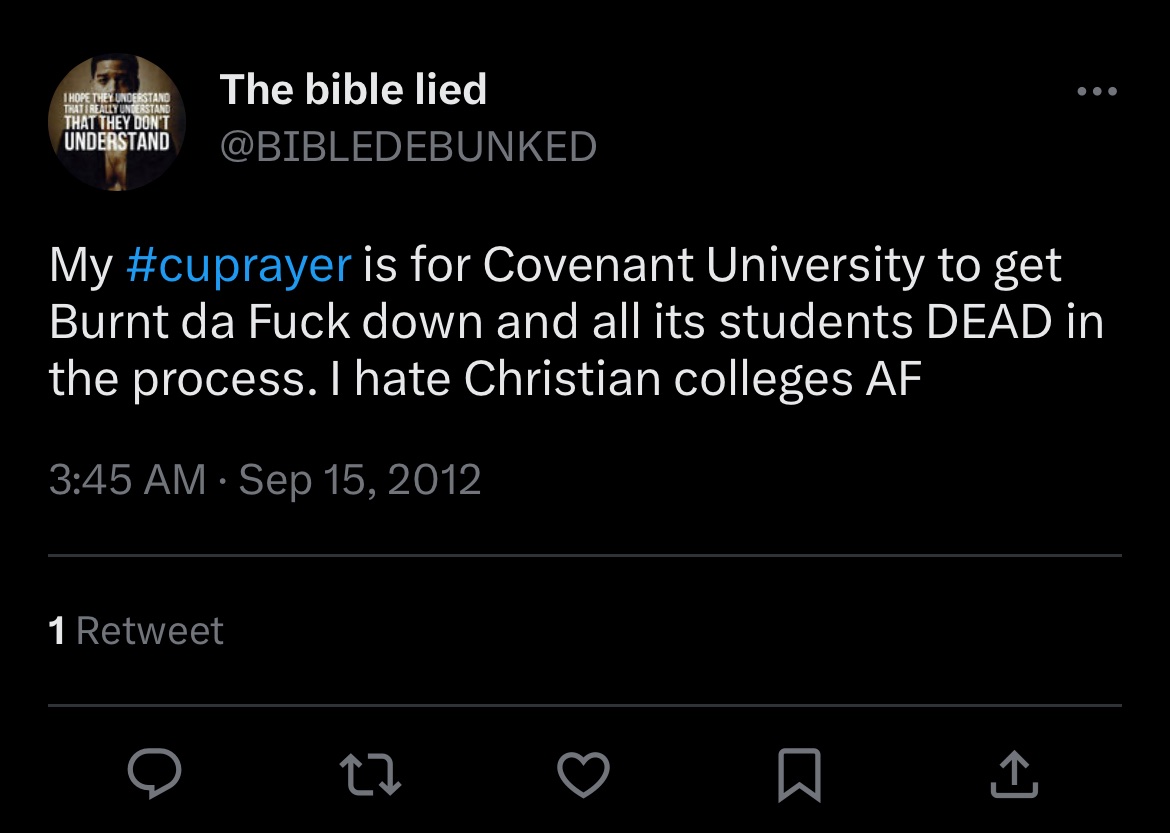 I HOPE THEY UNDERSTAND
THAT I REALLY UNDERSTAND
THAT THEY DON'T
UNDERSTAND
The bible lied
@BIBLEDEBUNKED
My #cuprayer is for Covenant University to get
Burnt da Fuck down and all its students DEAD in
the process. I hate Christian colleges AF
3:45 AM · Sep 15, 2012
1 Retweet